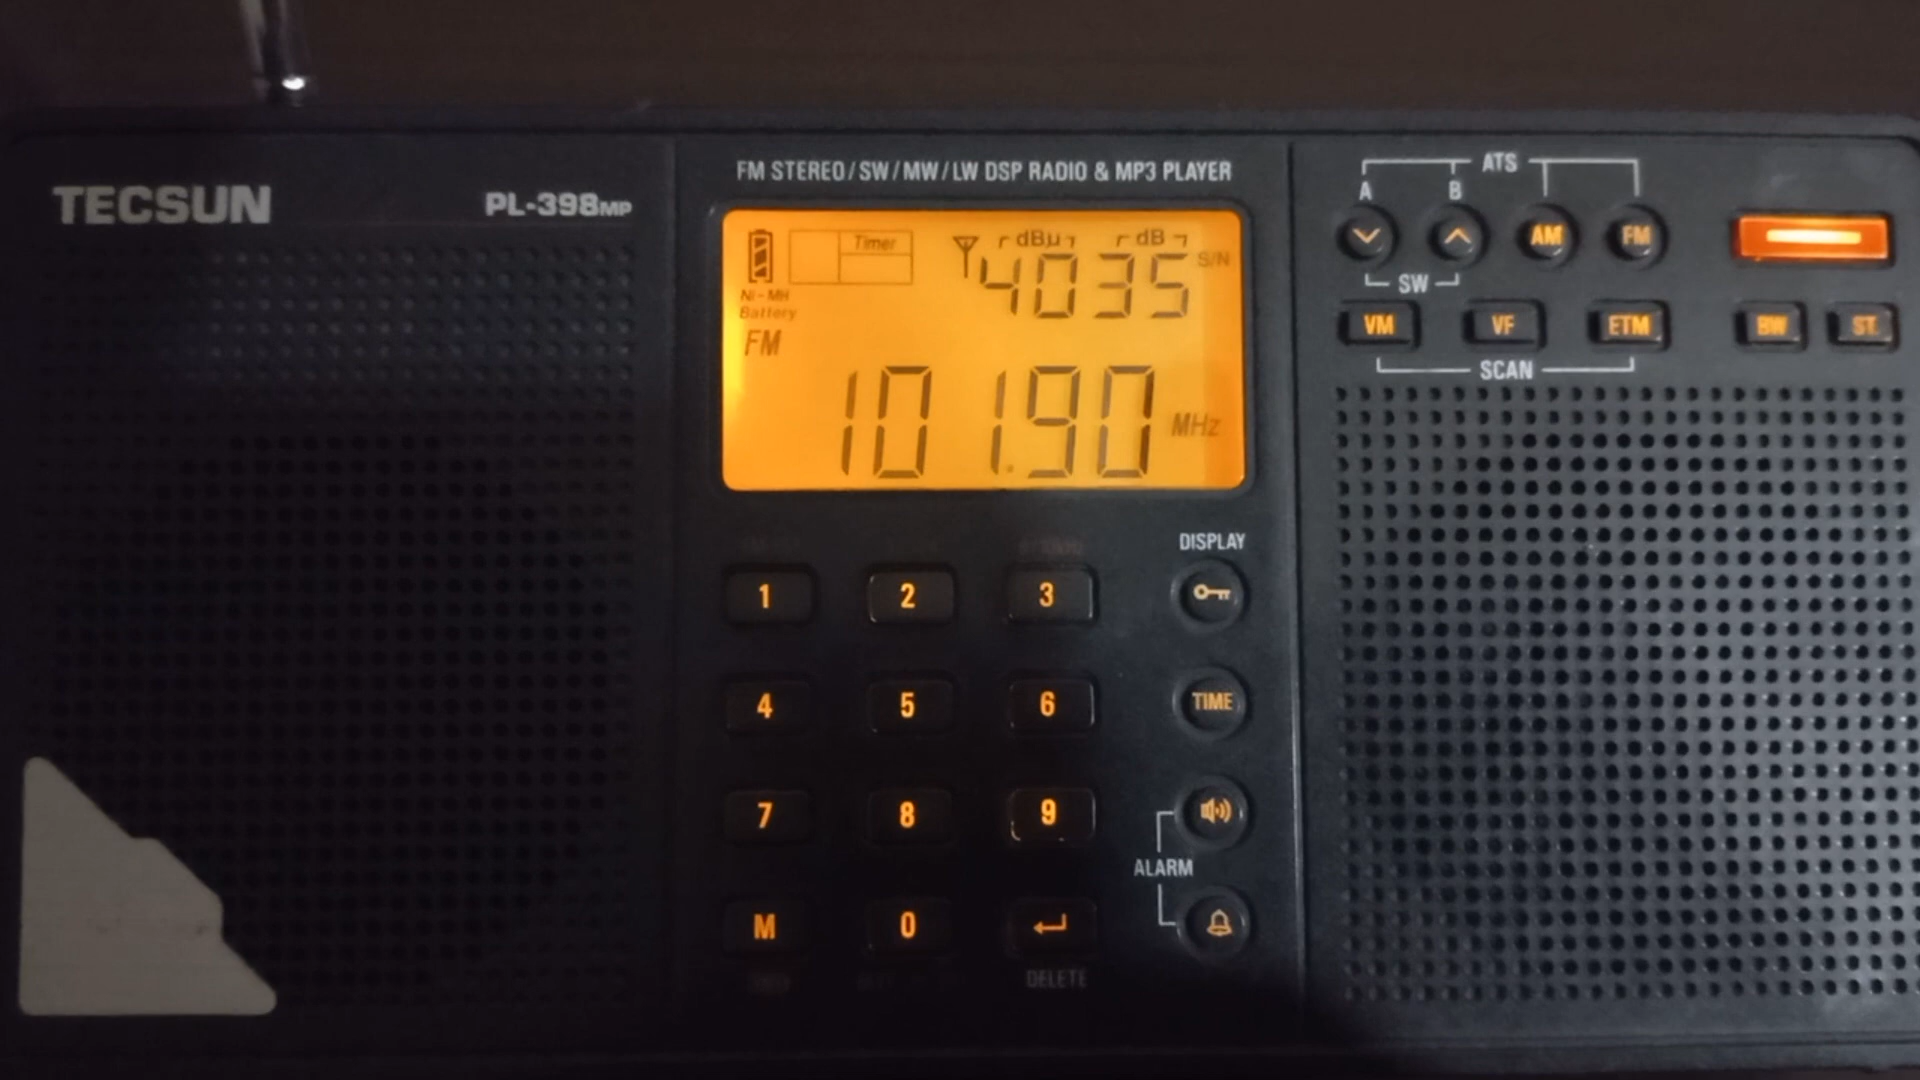 TECSUN
PL-398MP
FM STEREO/SW/MW/LW DSP RADIO & MP3 PLAYER
Timer
dBµ
dB
40 35
S/N
Ni-MH
Battery
FM
101.90 MHz
DISPLAY
1 2 3
4 5 6 TIME
7 8 9
ALARM
M 0
DELETE
ATS
A B
AM FM
SW
VM VF ETM BW ST.
SCAN